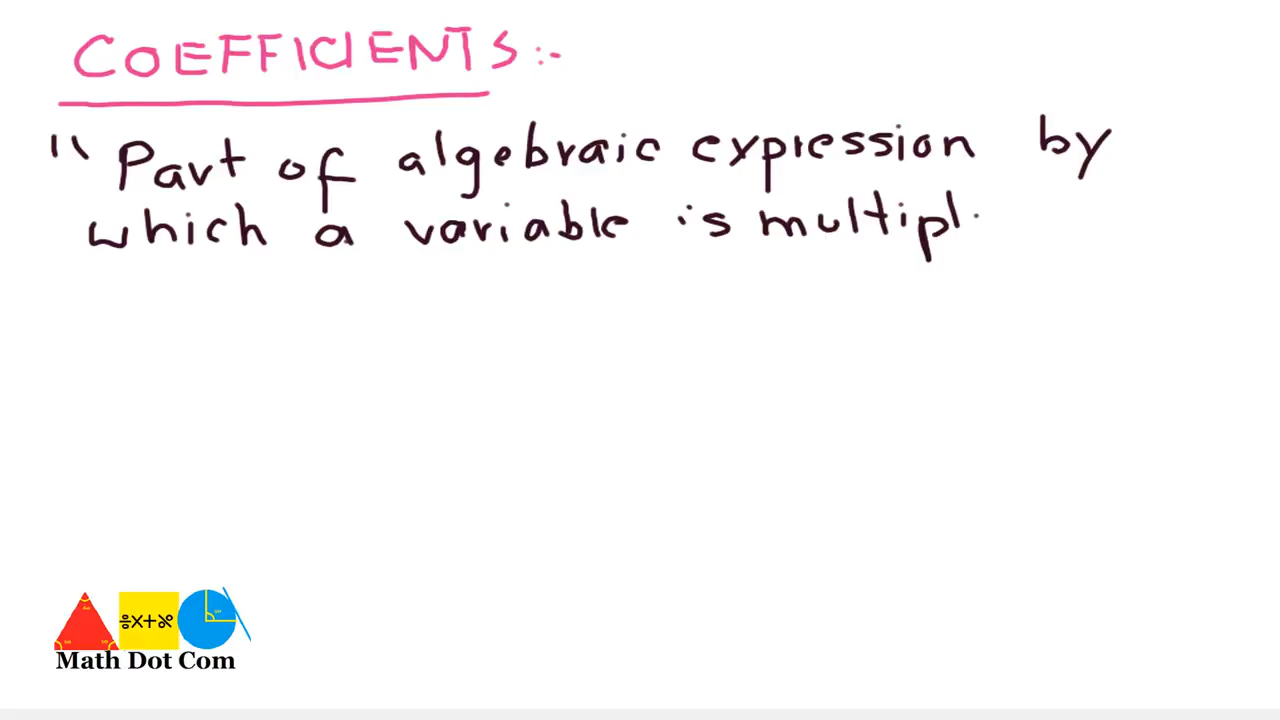 COEFFICIENTS :-
"Part of algebraic expression by
which a variable is multipl
÷x+%
Math Dot Com